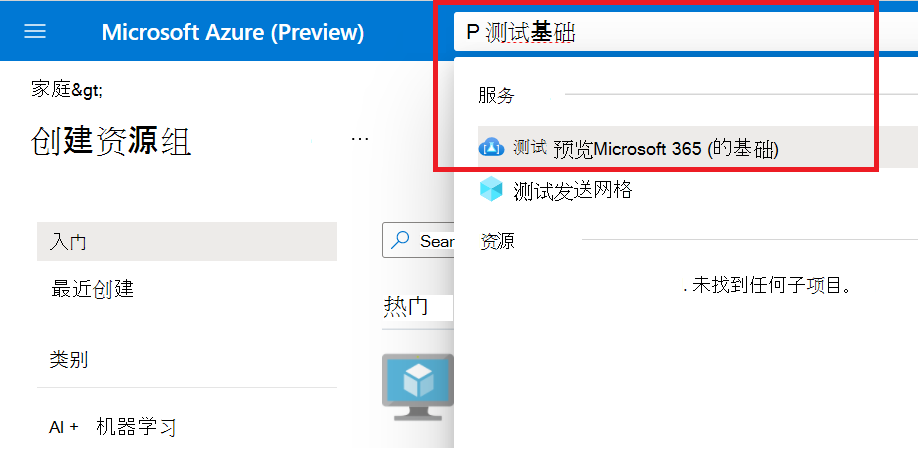 Microsoft Azure (Preview)
P 测试基础
家庭&gt;
创建资源组 ...
服务
测试 预览Microsoft 365 (的基础)
测试发送网格
入门
Sear
资源
最近创建
. 未找到任何子项目。
热门
类别
AI + 机器学习